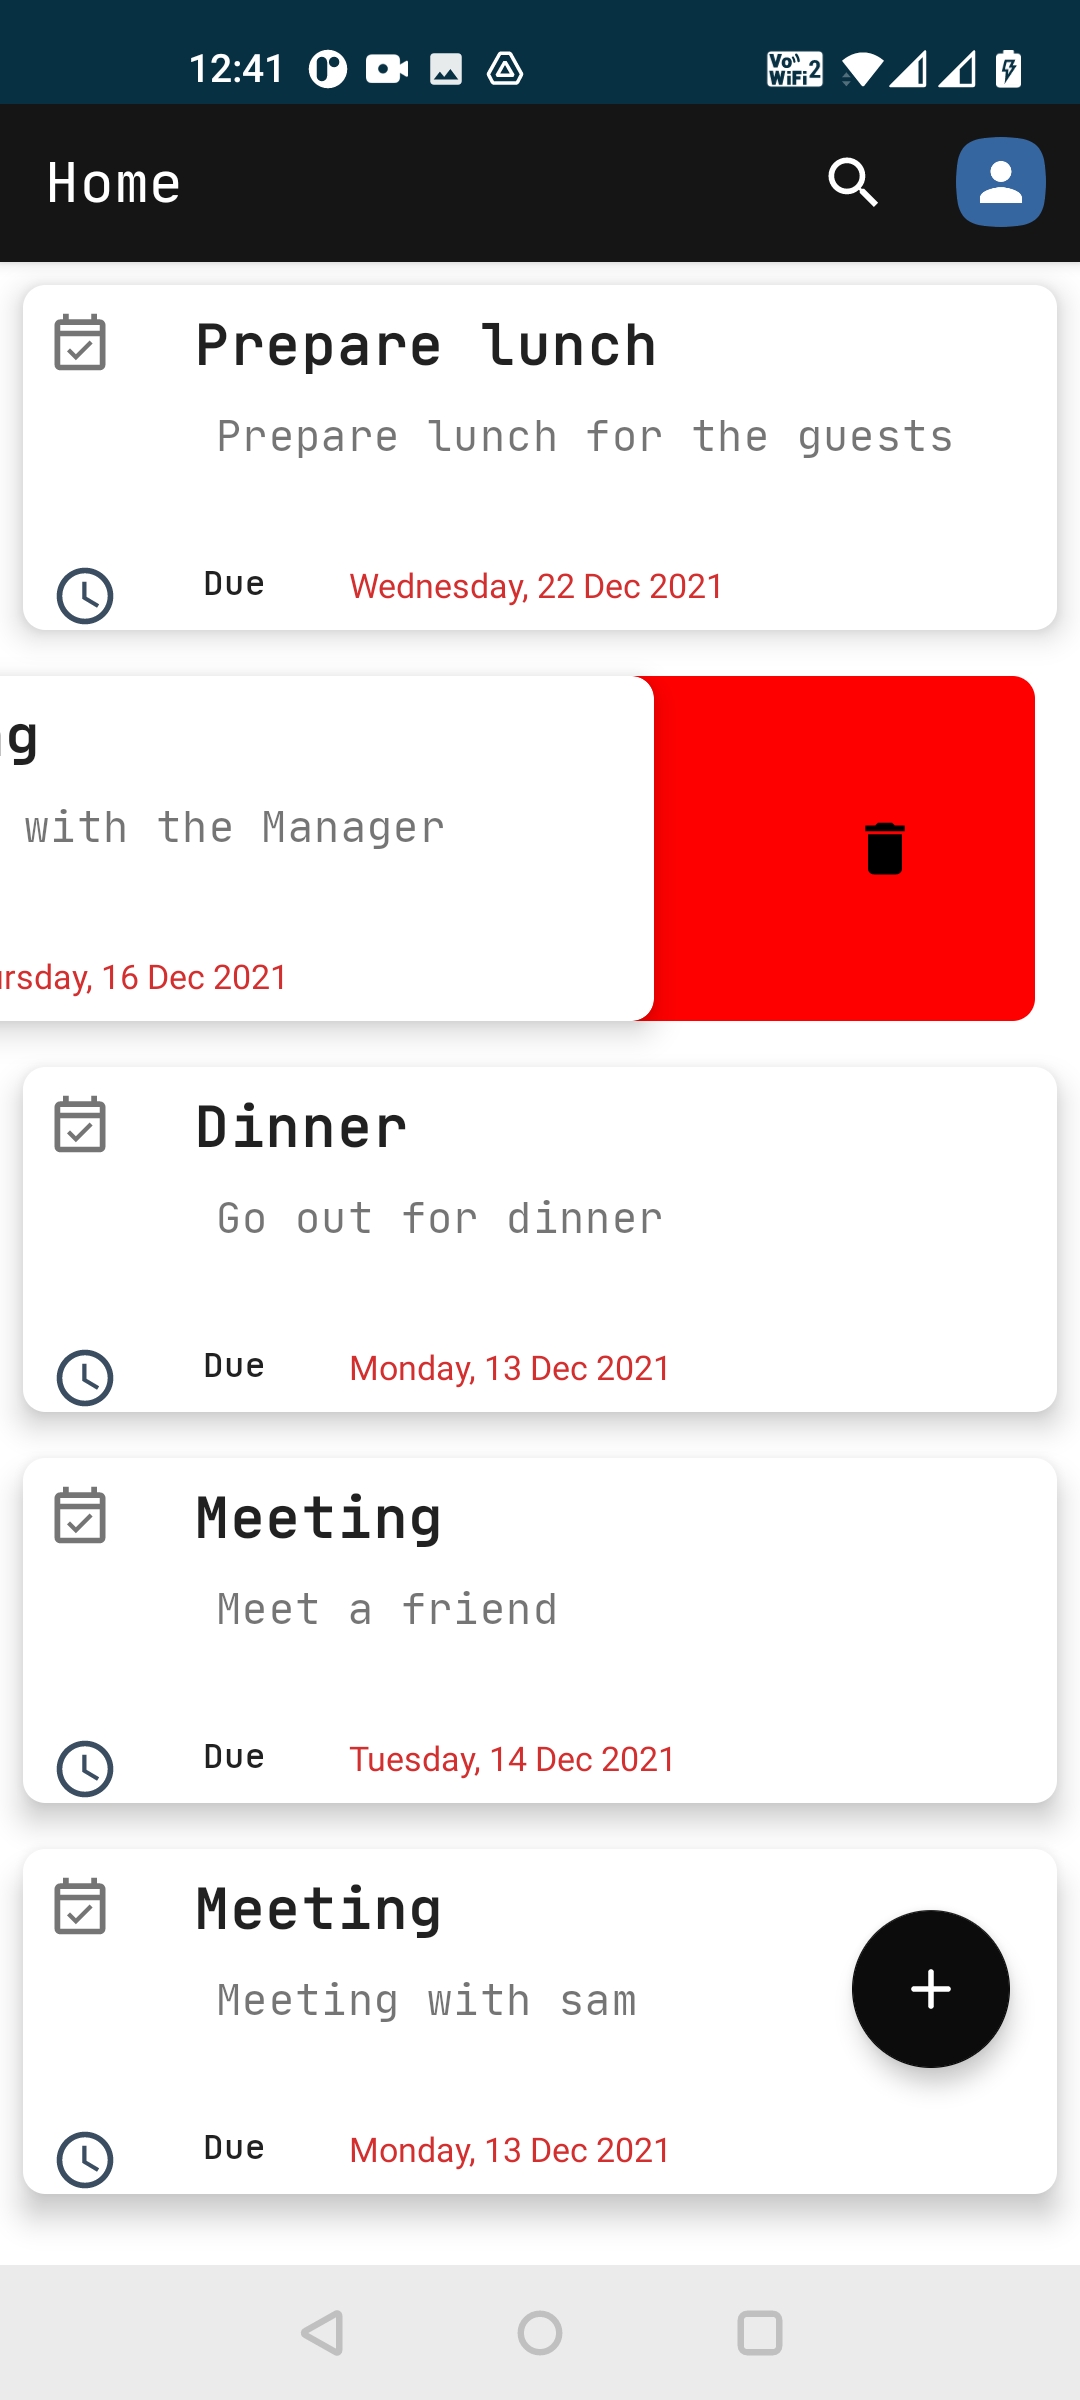 12:41 Vo WiFi 2
Home
Prepare lunch
Prepare lunch for the guests
Due Wednesday, 22 Dec 2021
g
with the Manager
rsday, 16 Dec 2021
Dinner
Go out for dinner
Due Monday, 13 Dec 2021
Meeting
Meet a friend
Due Tuesday, 14 Dec 2021
Meeting
Meeting with sam
Due Monday, 13 Dec 2021